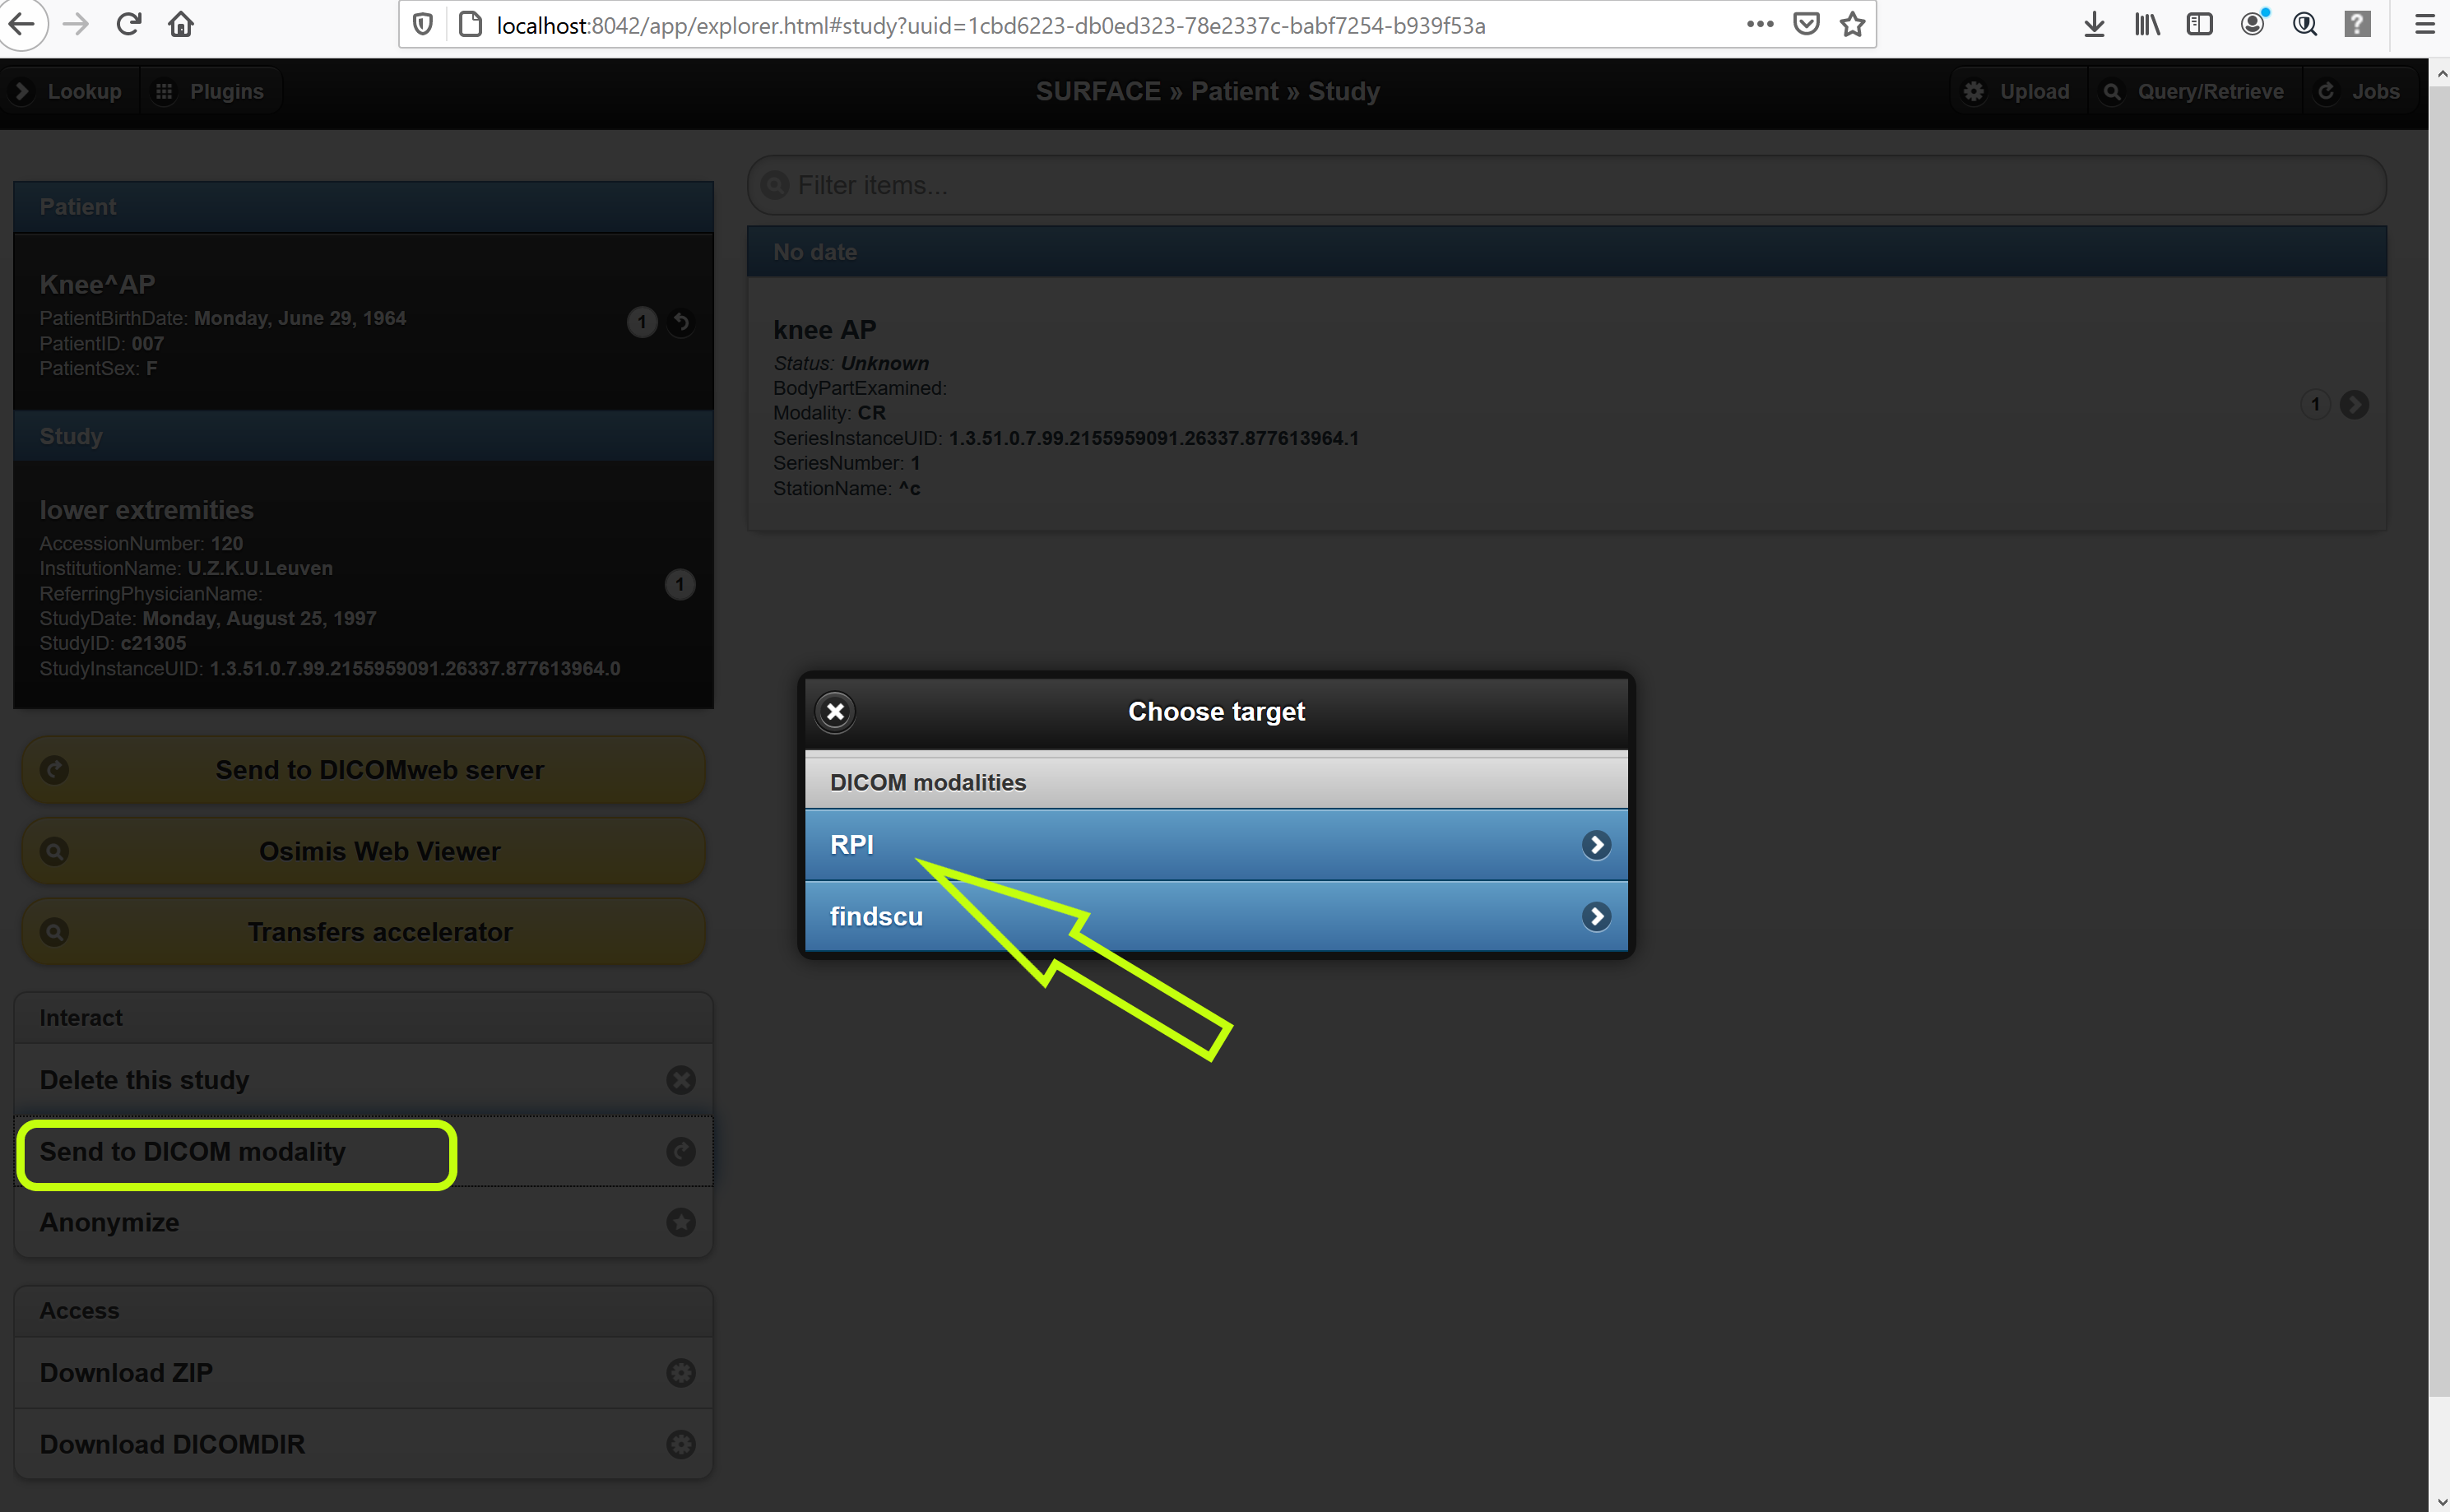 localhost:8042/app/explorer.html#study?uuid=1cbd6223-db0ed323-78e2337c-babf7254-b939f53a
Lookup
Plugins
SURFACE » Patient » Study
Upload
Query/Retrieve
Jobs
Patient
Knee^AP
PatientBirthDate: Monday, June 29, 1964
PatientID: 007
PatientSex: F
1
Study
lower extremities
AccessionNumber: 120
InstitutionName: U.Z.K.U.Leuven
ReferringPhysicianName:
StudyDate: Monday, August 25, 1997
StudyID: c21305
StudyInstanceUID: 1.3.51.0.7.99.2155959091.26337.877613964.0
1
Send to DICOMweb server
Osimis Web Viewer
Transfers accelerator
Interact
Delete this study
Send to DICOM modality
Anonymize
Access
Download ZIP
Download DICOMDIR
Filter items...
No date
knee AP
Status: Unknown
BodyPartExamined:
Modality: CR
SeriesInstanceUID: 1.3.51.0.7.99.2155959091.26337.877613964.1
SeriesNumber: 1
StationName: ^c
1
Choose target
DICOM modalities
RPI
findscu